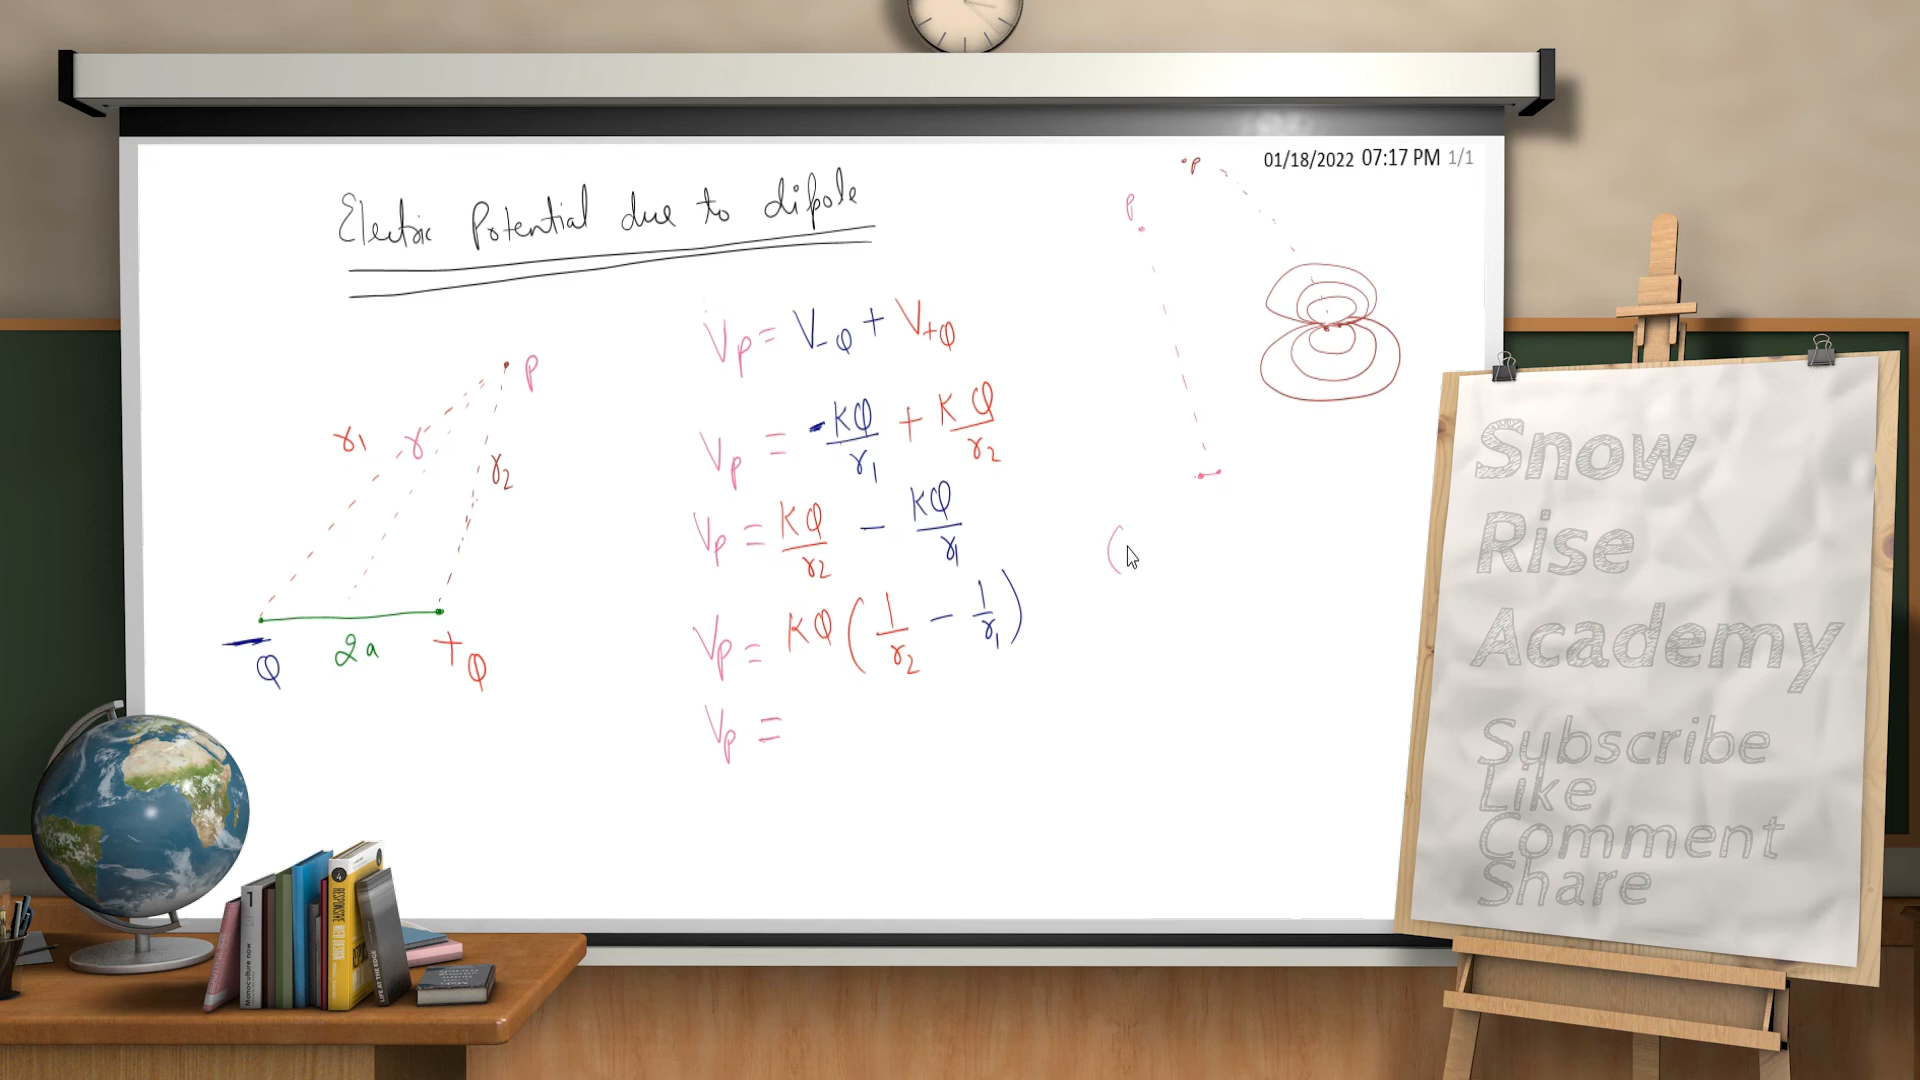 01/18/2022 07:17 PM 1/1
Electric Potential due to dipole
P
P
P
r1
r
r2
-Q
2a
+Q
Vp = V-Q + V+Q
Vp = -KQ/r1 + KQ/r2
Vp = KQ/r2 - KQ/r1
Vp = KQ(1/r2 - 1/r1)
Vp =
(
Snow
Rise
Academy
Subscribe
Like
Comment
Share